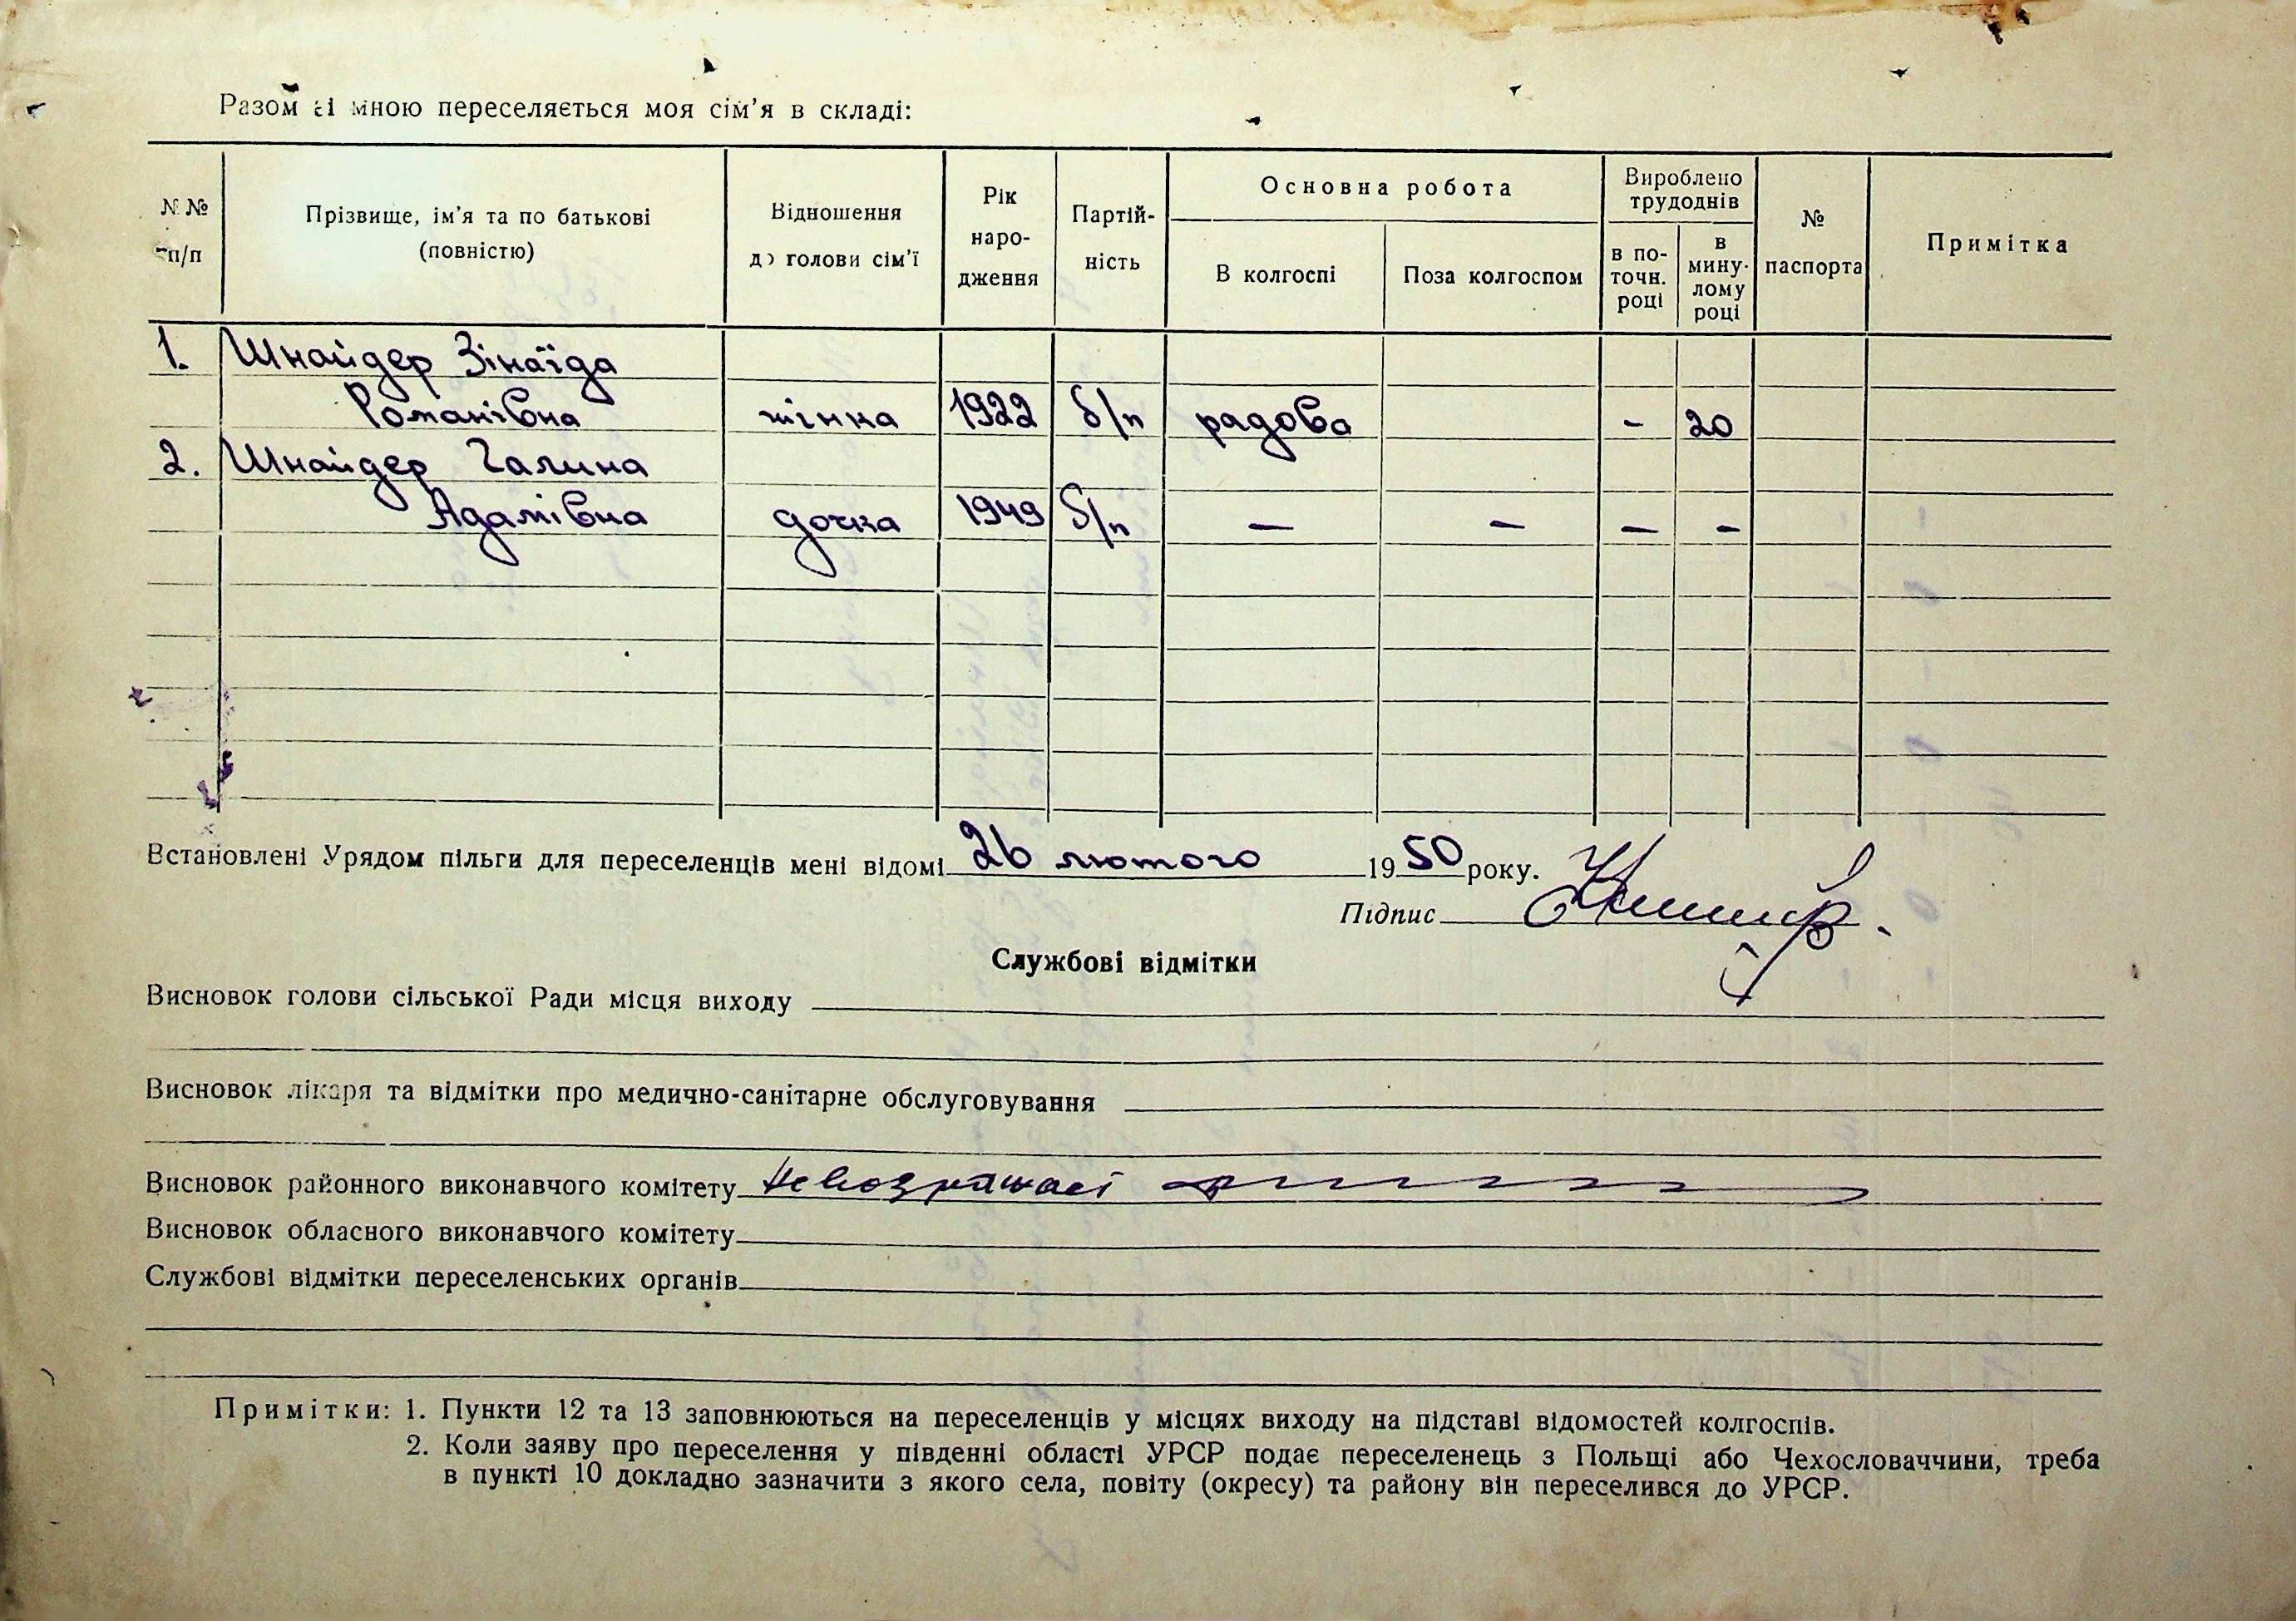 Разом зі мною переселяється моя сім'я в складі:
№№ п/п
Прізвище, ім'я та по батькові (повністю)
Відношення до голови сім'ї
Рік народження
Партійність
Основна робота
В колгоспі
Поза колгоспом
Вироблено трудоднів
в поточн. році
в минулому році
№ паспорта
Примітка
1. Шнайдер Зінаїда
Романівна жінка 1922 б/п радова - 20
2. Шнайдер Галина
Адамівна дочка 1949 б/п — — — -
Встановлені Урядом пільги для переселенців мені відомі 26 лютого 1950 року.
Підпис
Службові відмітки
Висновок голови сільської Ради місця виходу
Висновок лікаря та відмітки про медично-санітарне обслуговування
Висновок районного виконавчого комітету
Висновок обласного виконавчого комітету
Службові відмітки переселенських органів
Примітки: 1. Пункти 12 та 13 заповнюються на переселенців у місцях виходу на підставі відомостей колгоспів.
2. Коли заяву про переселення у південні області УРСР подає переселенець з Польщі або Чехословаччини, треба
в пункті 10 докладно зазначити з якого села, повіту (окресу) та району він переселився до УРСР.